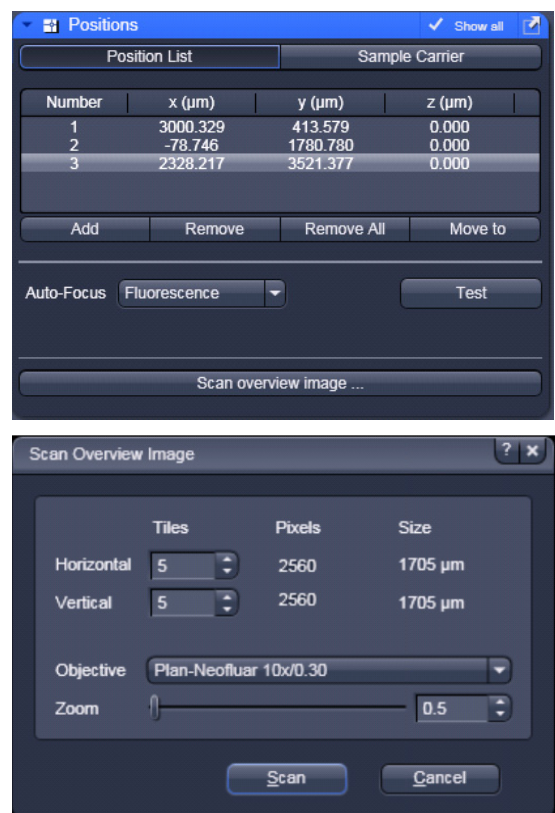 Positions Show all
Position List Sample Carrier
Number x (µm) y (µm) z (µm)
1 3000.329 413.579 0.000
2 -78.746 1780.780 0.000
3 2328.217 3521.377 0.000
Add Remove Remove All Move to
Auto-Focus Fluorescence Test
Scan overview image ...
Scan Overview Image ? x
Tiles Pixels Size
Horizontal 5 2560 1705 µm
Vertical 5 2560 1705 µm
Objective Plan-Neofluar 10x/0.30
Zoom 0.5
Scan Cancel